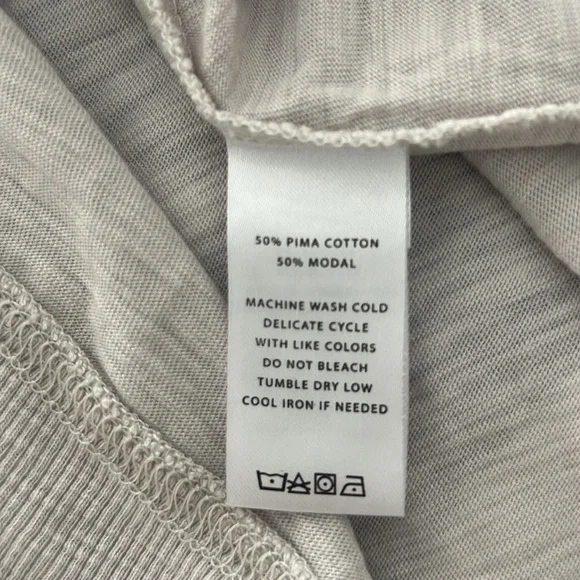 50% PIMA COTTON
50% MODAL
MACHINE WASH COLD
DELICATE CYCLE
WITH LIKE COLORS
DO NOT BLEACH
TUMBLE DRY LOW
COOL IRON IF NEEDED